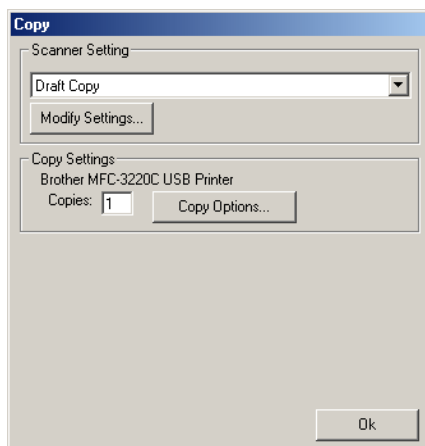 Copy
Scanner Setting
Draft Copy
Modify Settings...
Copy Settings
Brother MFC-3220C USB Printer
Copies: 1 Copy Options...
Ok